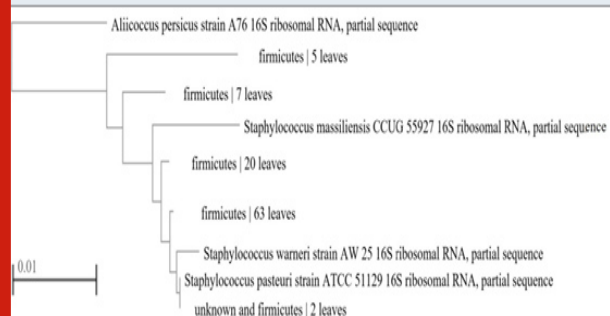 Aliicoccus persicus strain A76 16S ribosomal RNA, partial sequence
firmicutes | 5 leaves
firmicutes | 7 leaves
Staphylococcus massiliensis CCUG 55927 16S ribosomal RNA, partial sequence
firmicutes | 20 leaves
firmicutes | 63 leaves
Staphylococcus warneri strain AW 25 16S ribosomal RNA, partial sequence
0.01
Staphylococcus pasteuri strain ATCC 51129 16S ribosomal RNA, partial sequence
unknown and firmicutes | 2 leaves